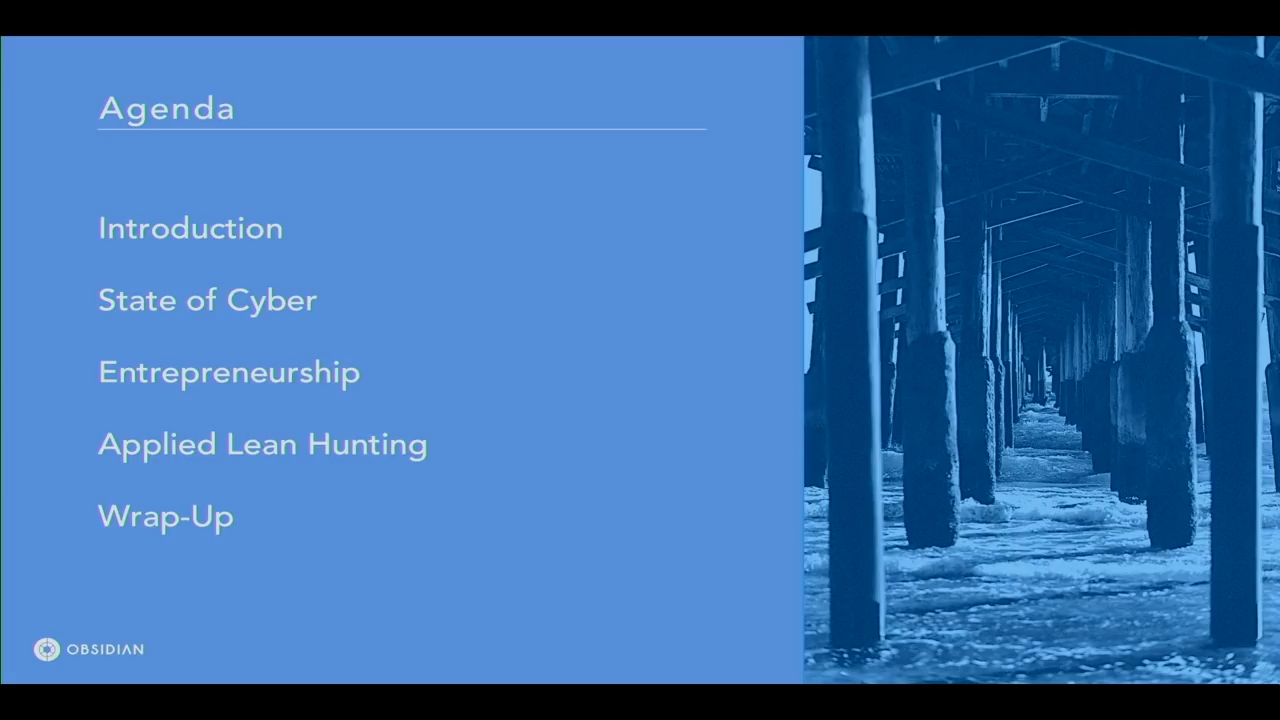 Agenda
Introduction
State of Cyber
Entrepreneurship
Applied Lean Hunting
Wrap-Up
OBSIDIAN